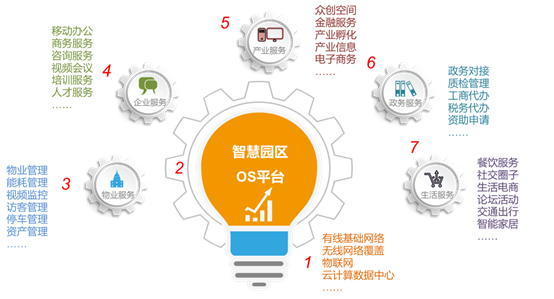 移动办公
商务服务
咨询服务
视频会议
培训服务
人才服务
……
4
企业服务
5
产业服务
众创空间
金融服务
产业孵化
产业信息
电子商务
……
6
政务服务
政务对接
质检管理
工商代办
税务代办
资助申请
……
3
物业管理
能耗管理
视频监控
访客管理
停车管理
资产管理
……
物业服务
2
智慧园区
OS平台
7
生活服务
餐饮服务
社交圈子
生活电商
论坛活动
交通出行
智能家居
……
1
有线基础网络
无线网络覆盖
物联网
云计算数据中心
……